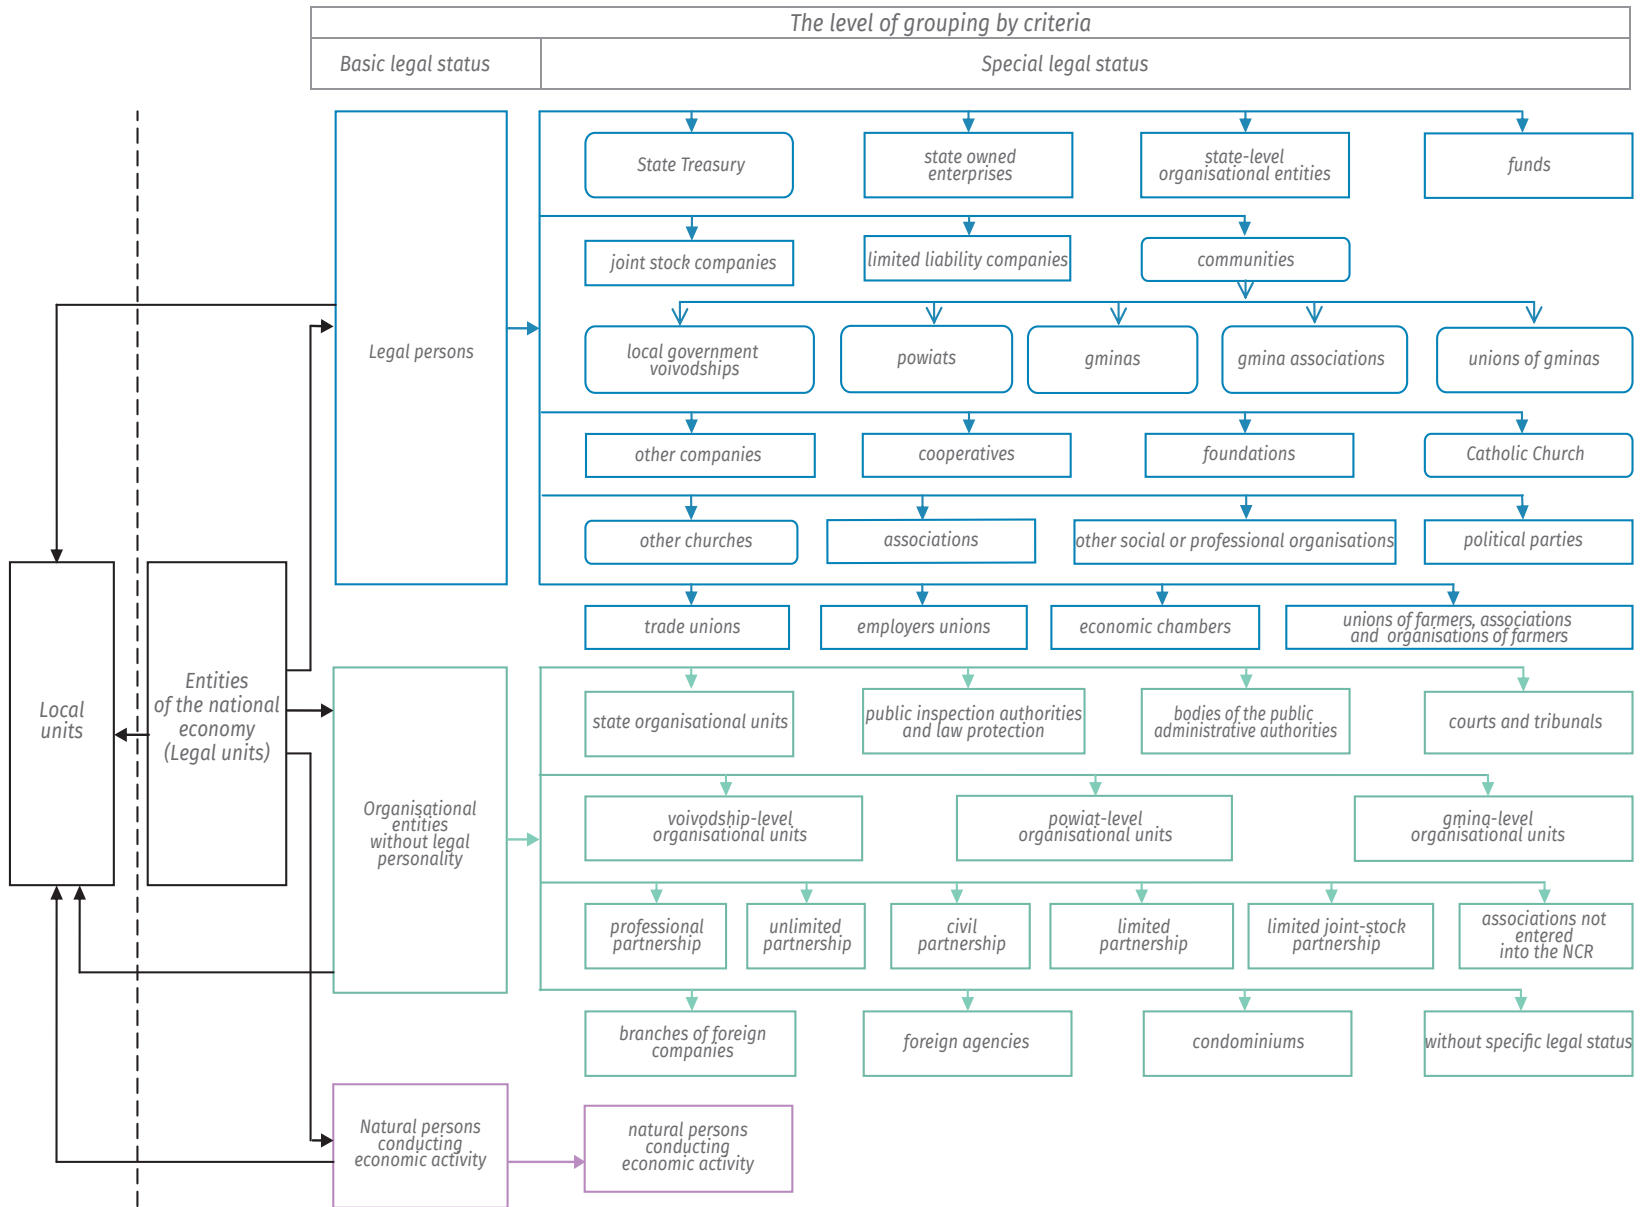 The level of grouping by criteria
Basic legal status
Special legal status
State Treasury
state owned
enterprises
state-level
organisational entities
funds
joint stock companies
limited liability companies
communities
Legal persons
local government
voivodships
powiats
gminas
gmina associations
unions of gminas
other companies
cooperatives
foundations
Catholic Church
other churches
associations
other social or professional organisations
political parties
trade unions
employers unions
economic chambers
unions of farmers, associations
and organisations of farmers
Local
units
Entities
of the national
economy
(Legal units)
state organisational units
public inspection authorities
and law protection
bodies of the public
administrative authorities
courts and tribunals
Organisational
entities
without legal
personality
voivodship-level
organisational units
powiat-level
organisational units
gming-level
organisational units
professional
partnership
unlimited
partnership
civil
partnership
limited
partnership
limited joint-stock
partnership
associations not
entered
into the NCR
branches of foreign
companies
foreign agencies
condominiums
without specific legal status
Natural persons
conducting
economic activity
natural persons
conducting
economic activity